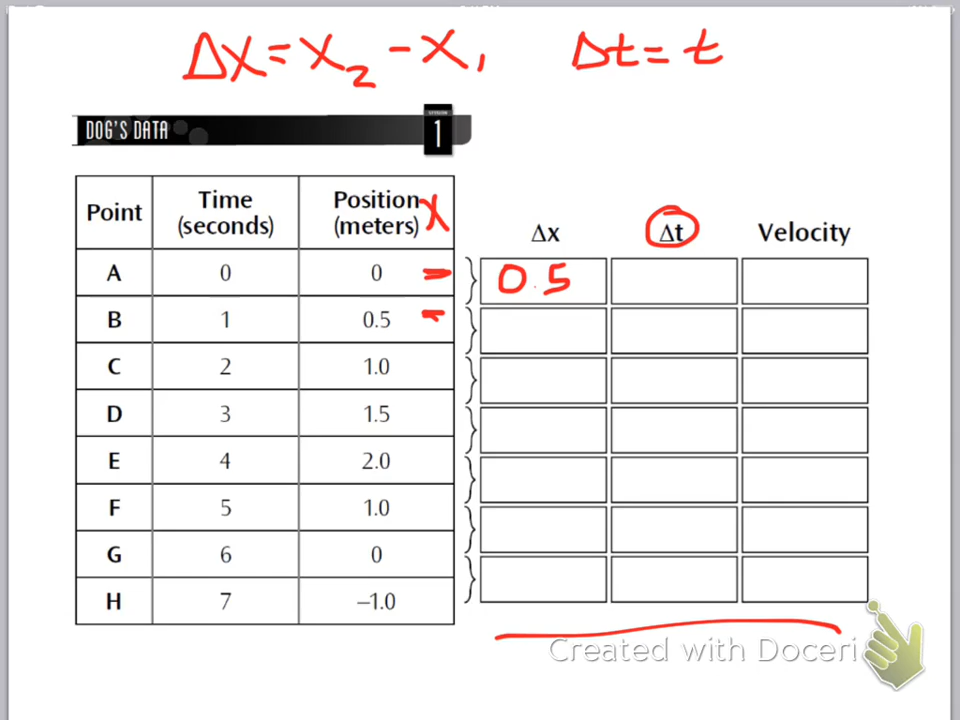 Δx = x₂ - x₁ Δt = t
DOG'S DATA 1
Point Time (seconds) Position (meters) x
Δx Δt Velocity
A 0 0
0.5
B 1 0.5
C 2 1.0
D 3 1.5
E 4 2.0
F 5 1.0
G 6 0
H 7 –1.0
Created with Doceri